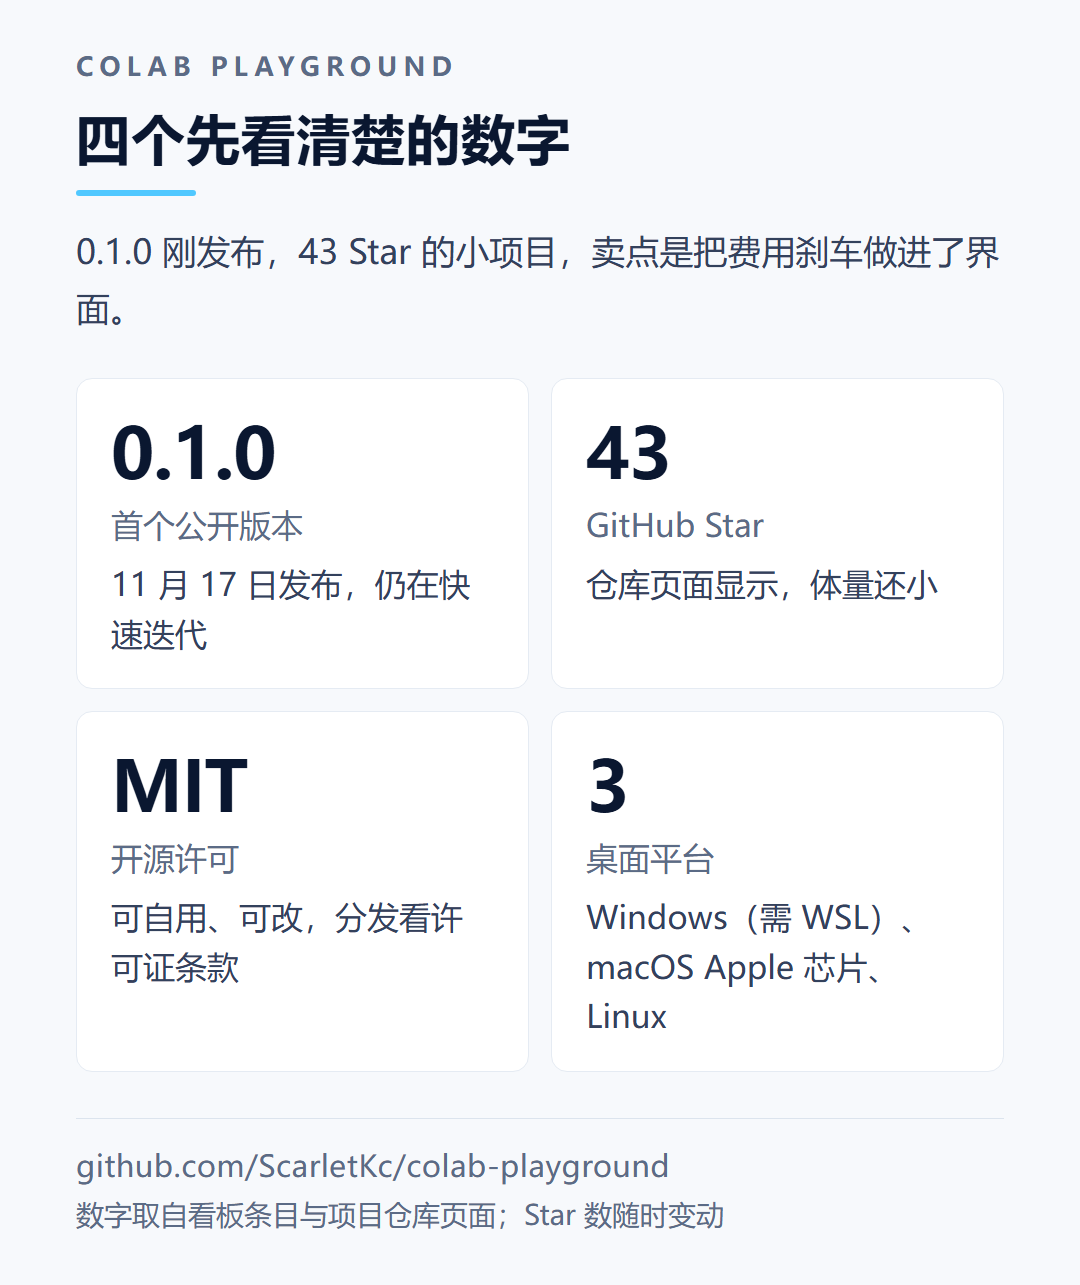 COLAB PLAYGROUND
四个先看清楚的数字
0.1.0 刚发布，43 Star 的小项目，卖点是把费用刹车做进了界
面。
0.1.0
首个公开版本
11 月 17 日发布，仍在快
速迭代
43
GitHub Star
仓库页面显示，体量还小
MIT
开源许可
可自用、可改，分发看许
可证条款
3
桌面平台
Windows（需 WSL）、
macOS Apple 芯片、
Linux
github.com/ScarletKc/colab-playground
数字取自看板条目与项目仓库页面；Star 数随时变动